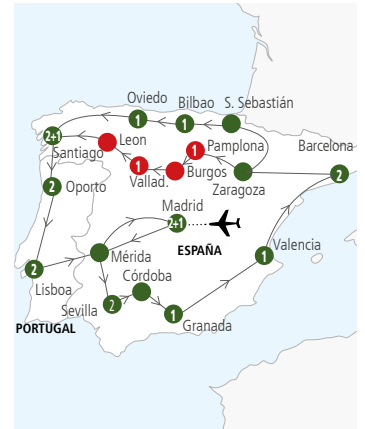 Oviedo
Bilbao
S. Sebastián
1
1
2+1
Santiago
Leon
1
Pamplona
Barcelona
1
Vallad.
Burgos
Zaragoza
2
2
Oporto
Madrid
2+1
ESPAÑA
Valencia
1
Mérida
Córdoba
2
Lisboa
Sevilla
2
1
Granada
PORTUGAL